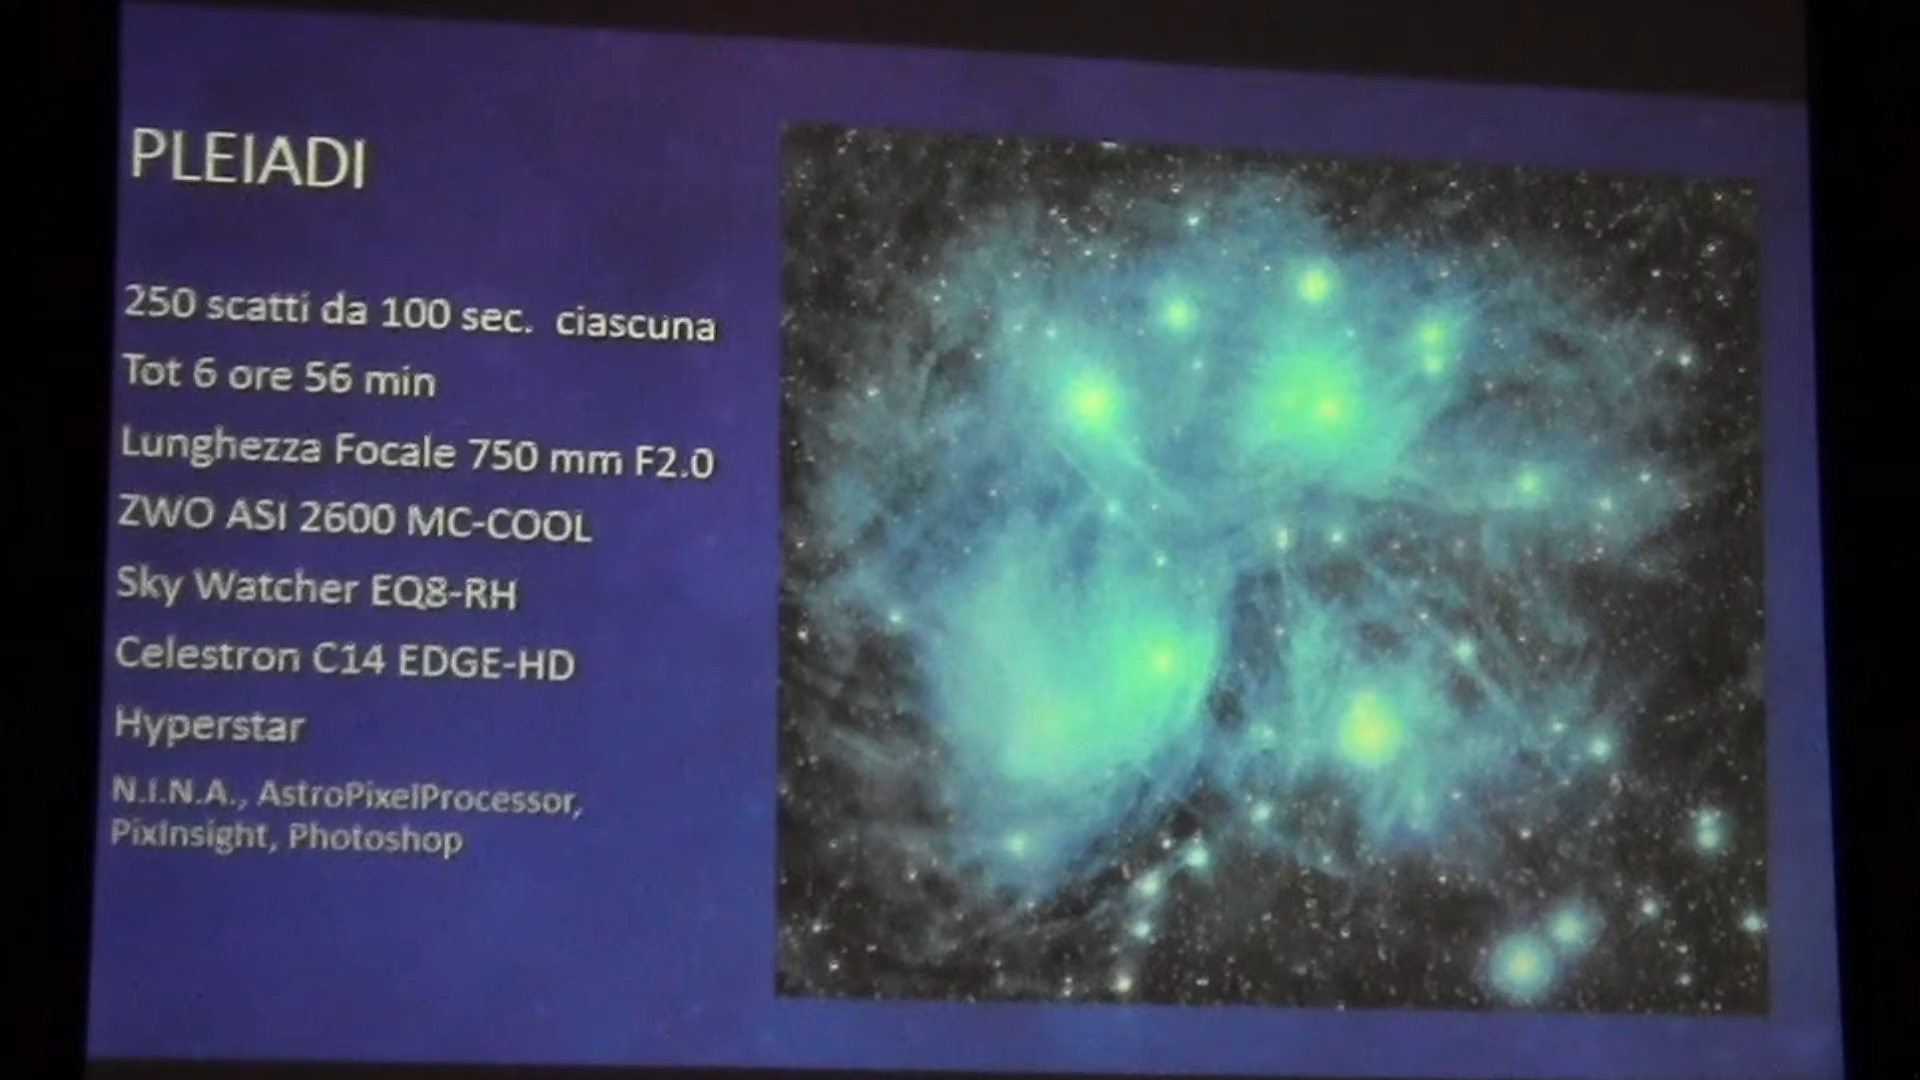 PLEIADI
250 scatti da 100 sec. ciascuna
Tot 6 ore 56 min
Lunghezza Focale 750 mm F2.0
ZWO ASI 2600 MC-COOL
Sky Watcher EQ8-RH
Celestron C14 EDGE-HD
Hyperstar
N.I.N.A., AstroPixelProcessor,
PixInsight, Photoshop